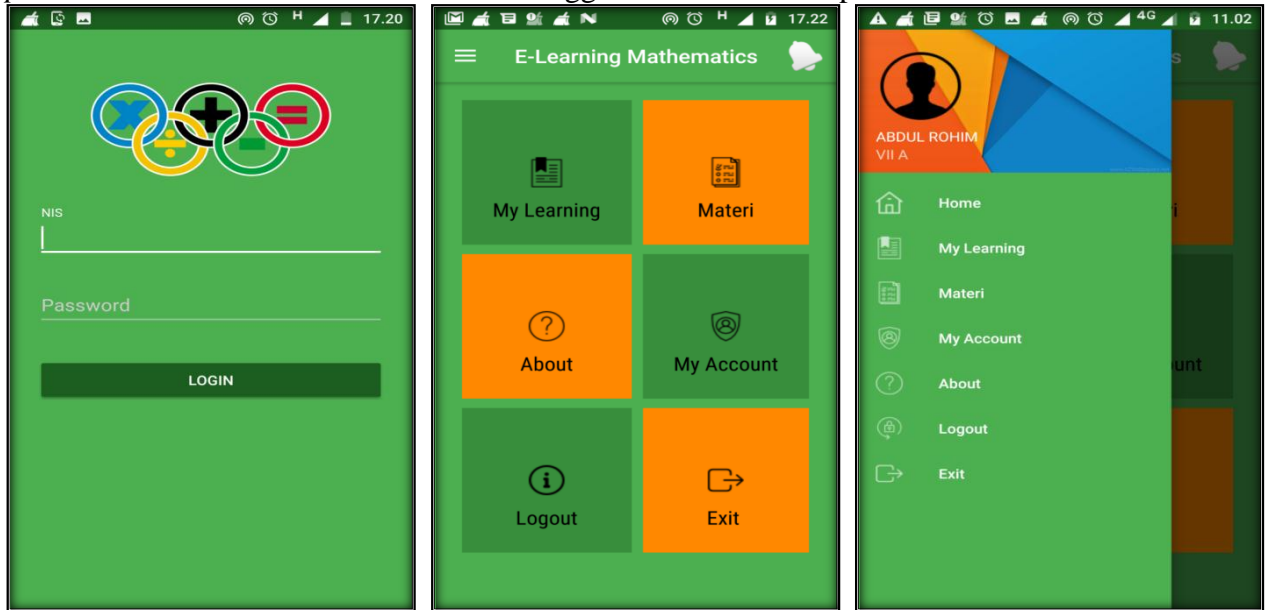 17.20
NIS
Password
LOGIN
H
17.22
E-Learning Mathematics
My Learning
Materi
About
My Account
Logout
Exit
4G
11.02
ABDUL ROHIM
VII A
Home
My Learning
Materi
My Account
About
Logout
Exit